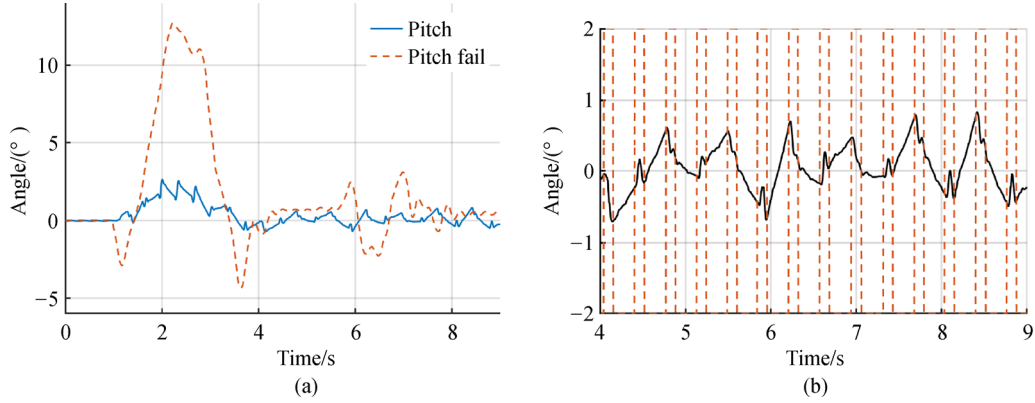 Angle/(° )
10
5
0
−5
Pitch
Pitch fail
0 2 4 6 8
Time/s
(a)
Angle/(° )
2
1
0
−1
−2
4 5 6 7 8 9
Time/s
(b)